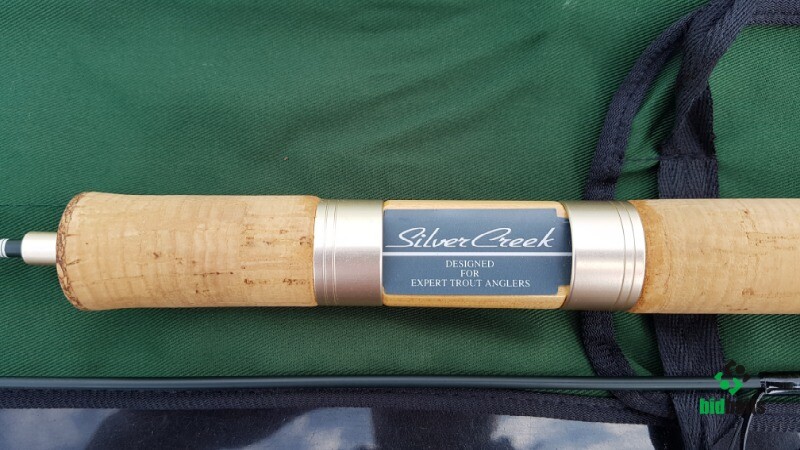 Silver Creek
DESIGNED
FOR
EXPERT TROUT ANGLERS